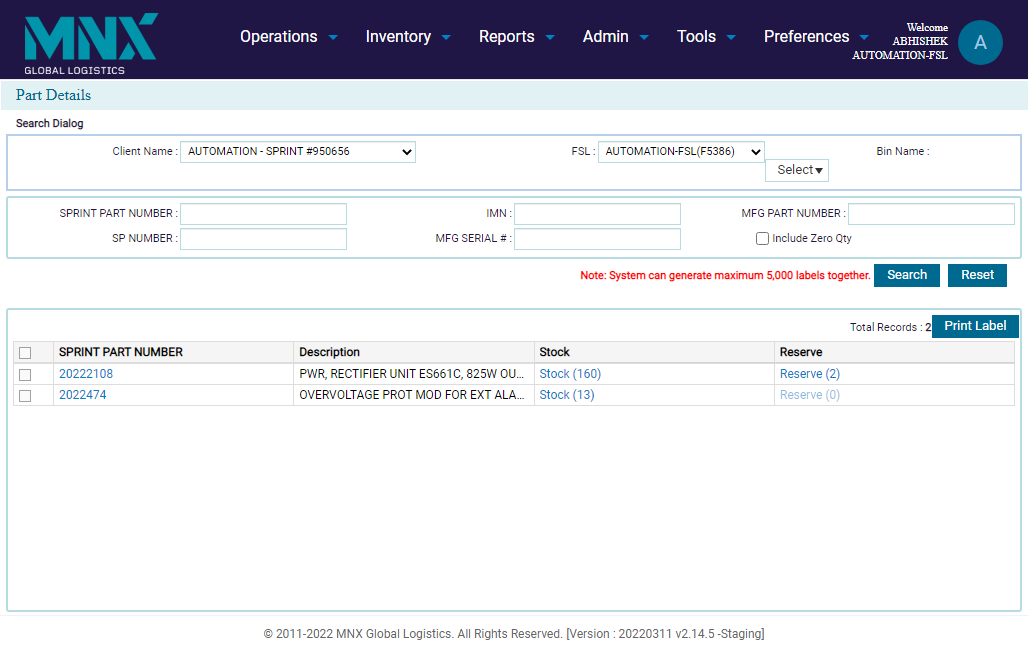 MNX
GLOBAL LOGISTICS
Operations Inventory Reports Admin Tools Preferences
Welcome
ABHISHEK
AUTOMATION-FSL
A
Part Details
Search Dialog
Client Name : AUTOMATION - SPRINT #950656 FSL : AUTOMATION-FSL(F5386) Bin Name :
Select▾
SPRINT PART NUMBER : IMN : MFG PART NUMBER :
SP NUMBER : MFG SERIAL # : Include Zero Qty
Note: System can generate maximum 5,000 labels together. Search Reset
Total Records : 2 Print Label
SPRINT PART NUMBER Description Stock Reserve
20222108 PWR, RECTIFIER UNIT ES661C, 825W OU... Stock (160) Reserve (2)
2022474 OVERVOLTAGE PROT MOD FOR EXT ALA... Stock (13) Reserve (0)
© 2011-2022 MNX Global Logistics. All Rights Reserved. [Version : 20220311 v2.14.5 -Staging]